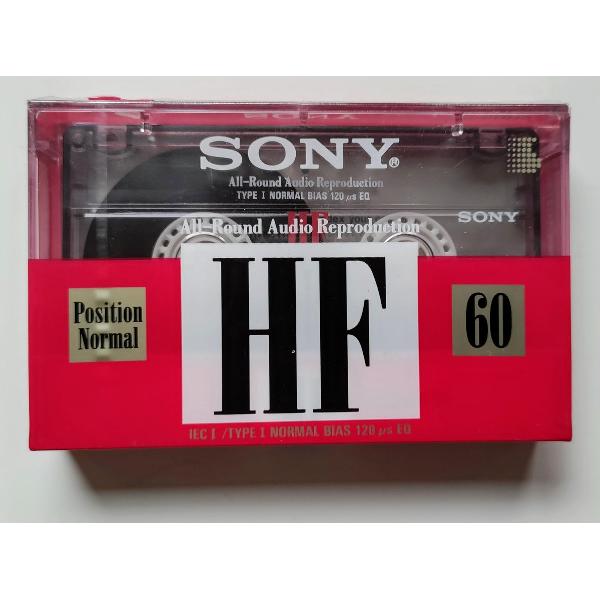 SONY®
All-Round Audio Reproduction
TYPE I NORMAL BIAS 120 μs EQ
SONY
HF
All-Round Audio Reproduction
Position
Normal
HF
60
IEC I /TYPE I NORMAL BIAS 120 μs EQ